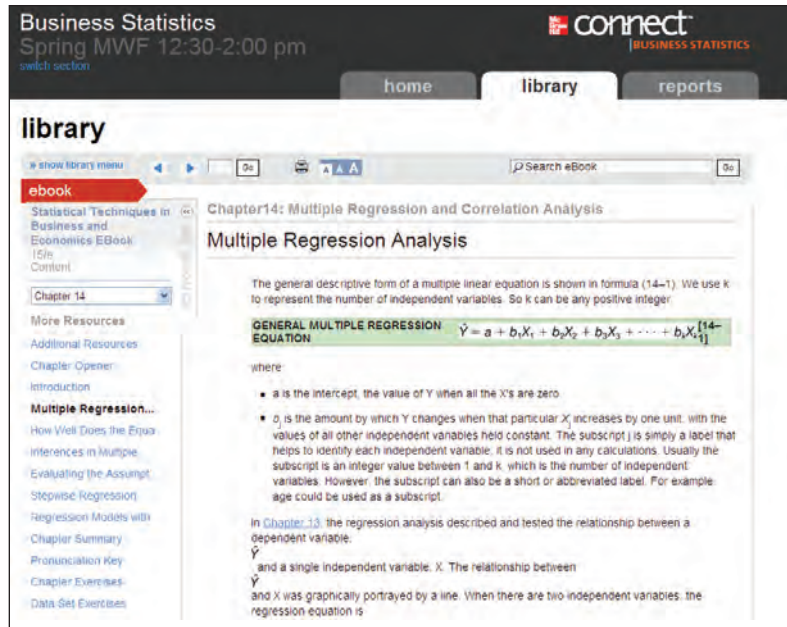 Business Statistics
Spring MWF 12:30-2:00 pm
switch section
connect
BUSINESS STATISTICS
home
library
reports
library
» show library menu
Go
A A A
Search eBook
Go
ebook
Statistical Techniques in
Business and
Economics EBook
15/e
Content
Chapter 14
More Resources
Additional Resources
Chapter Opener
Introduction
Multiple Regression...
How Well Does the Equa
Inferences in Multiple
Evaluating the Assumpt
Stepwise Regression
Regression Models with
Chapter Summary
Pronunciation Key
Chapter Exercises
Data Set Exercises
Chapter14: Multiple Regression and Correlation Analysis
Multiple Regression Analysis
The general descriptive form of a multiple linear equation is shown in formula (14–1). We use k
to represent the number of independent variables. So k can be any positive integer.
GENERAL MULTIPLE REGRESSION
EQUATION
Ŷ = a + b₁X₁ + b₂X₂ + b₃X₃ + · · · + bₖXₖ
[14–
1]
where:
• a is the intercept, the value of Y when all the X's are zero.
• bⱼ is the amount by which Y changes when that particular Xⱼ increases by one unit, with the
values of all other independent variables held constant. The subscript j is simply a label that
helps to identify each independent variable; it is not used in any calculations. Usually the
subscript is an integer value between 1 and k, which is the number of independent
variables. However, the subscript can also be a short or abbreviated label. For example,
age could be used as a subscript.
In Chapter 13, the regression analysis described and tested the relationship between a
dependent variable,
Ŷ
and a single independent variable, X. The relationship between
Ŷ
and X was graphically portrayed by a line. When there are two independent variables, the
regression equation is